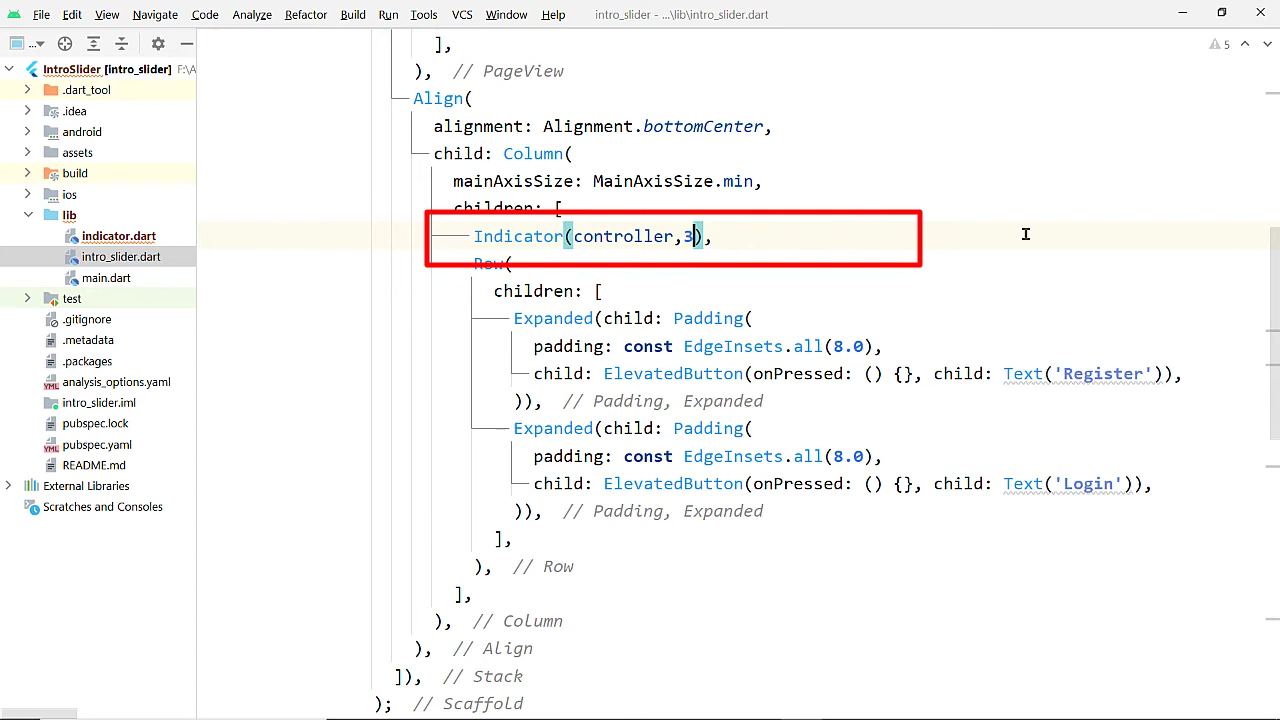 File Edit View Navigate Code Analyze Refactor Build Run Tools VCS Window Help intro_slider - ...\lib\intro_slider.dart
...
5
IntroSlider [intro_slider] F:\A
.dart_tool
.idea
android
assets
build
ios
lib
indicator.dart
intro_slider.dart
main.dart
test
.gitignore
.metadata
.packages
analysis_options.yaml
intro_slider.iml
pubspec.lock
pubspec.yaml
README.md
External Libraries
Scratches and Consoles
],
), // PageView
Align(
alignment: Alignment.bottomCenter,
child: Column(
mainAxisSize: MainAxisSize.min,
children: [
Indicator(controller,3),
Row(
children: [
Expanded(child: Padding(
padding: const EdgeInsets.all(8.0),
child: ElevatedButton(onPressed: () {}, child: Text('Register')),
)), // Padding, Expanded
Expanded(child: Padding(
padding: const EdgeInsets.all(8.0),
child: ElevatedButton(onPressed: () {}, child: Text('Login')),
)), // Padding, Expanded
],
), // Row
],
), // Column
), // Align
]), // Stack
); // Scaffold